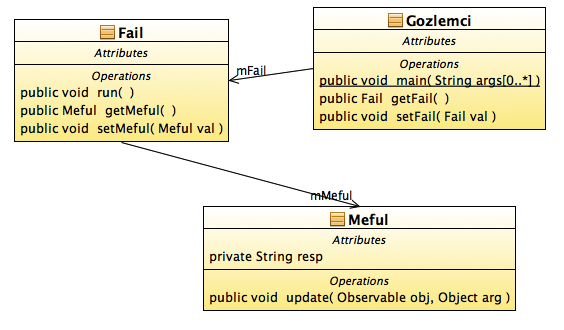 Fail
Attributes
Operations
public void run( )
public Meful getMeful( )
public void setMeful( Meful val )
Gozlemci
Attributes
Operations
public void main( String args[0..*] )
public Fail getFail( )
public void setFail( Fail val )
mFail
mMeful
Meful
Attributes
private String resp
Operations
public void update( Observable obj, Object arg )